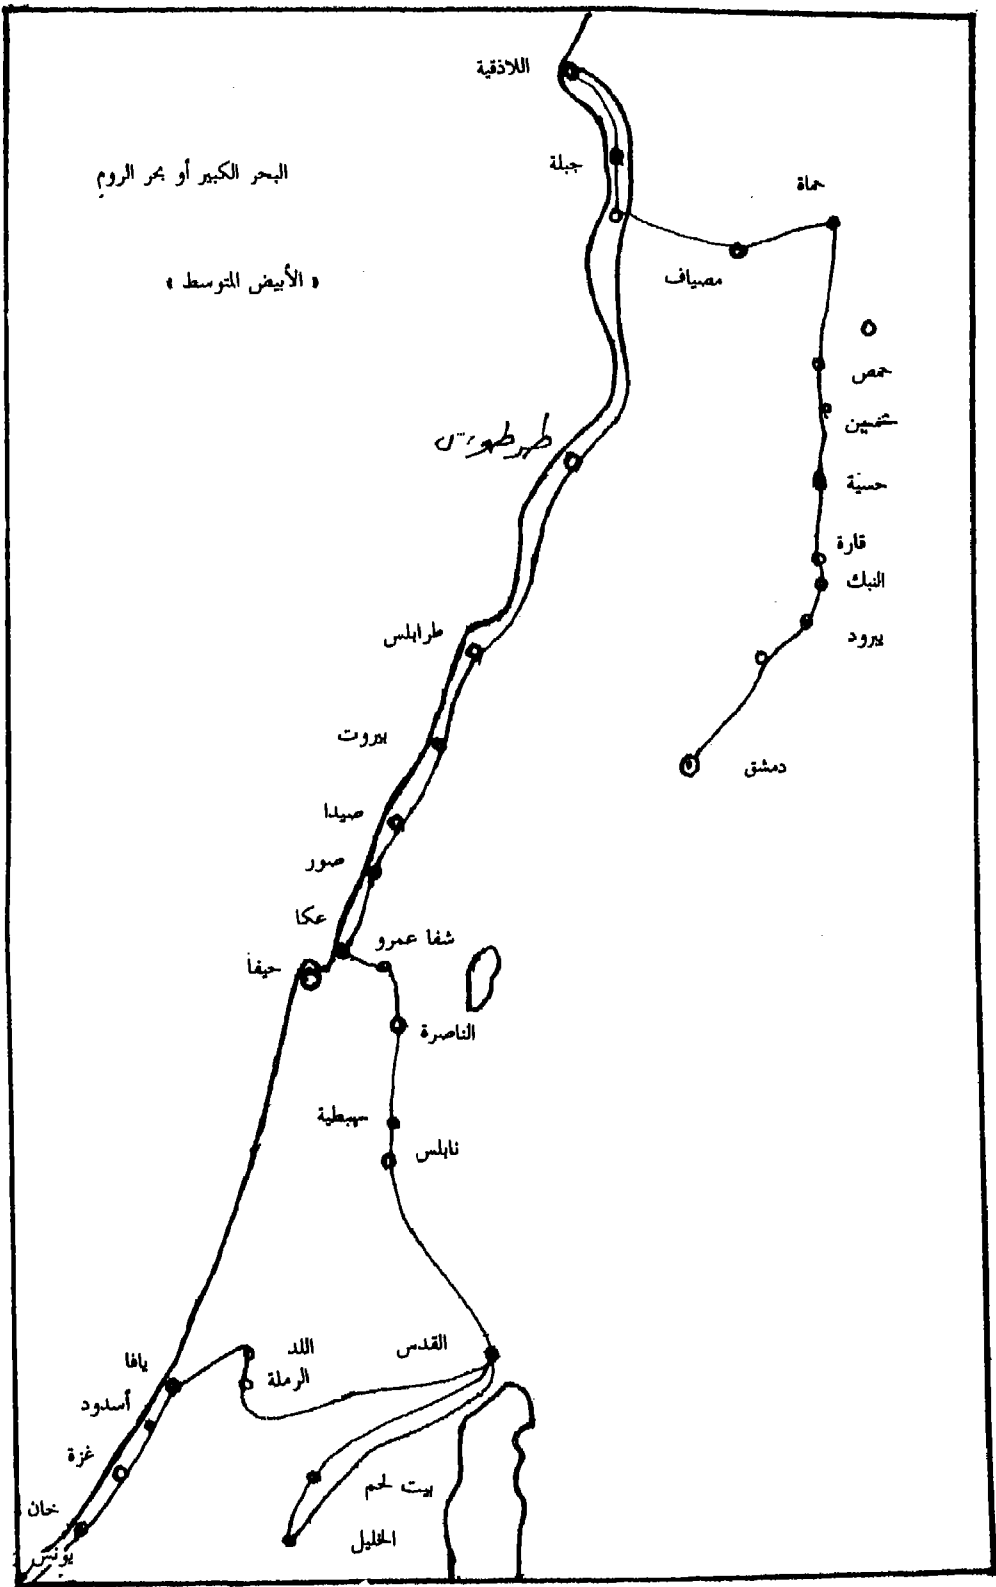 اللاذقية
جبلة
البحر الكبير أو بحر الروم
حماة
« الأبيض المتوسط »
مصياف
حمص
شمسين
حسيّة
طرطوس
قارة
النبك
يبرود
طرابلس
بيروت
دمشق
صيدا
صور
عكا
شفا عمرو
حيفا
الناصرة
سبطية
نابلس
القدس
اللد
يافا
الرملة
أسدود
غزة
بيت لحم
خان
الخليل
يونس